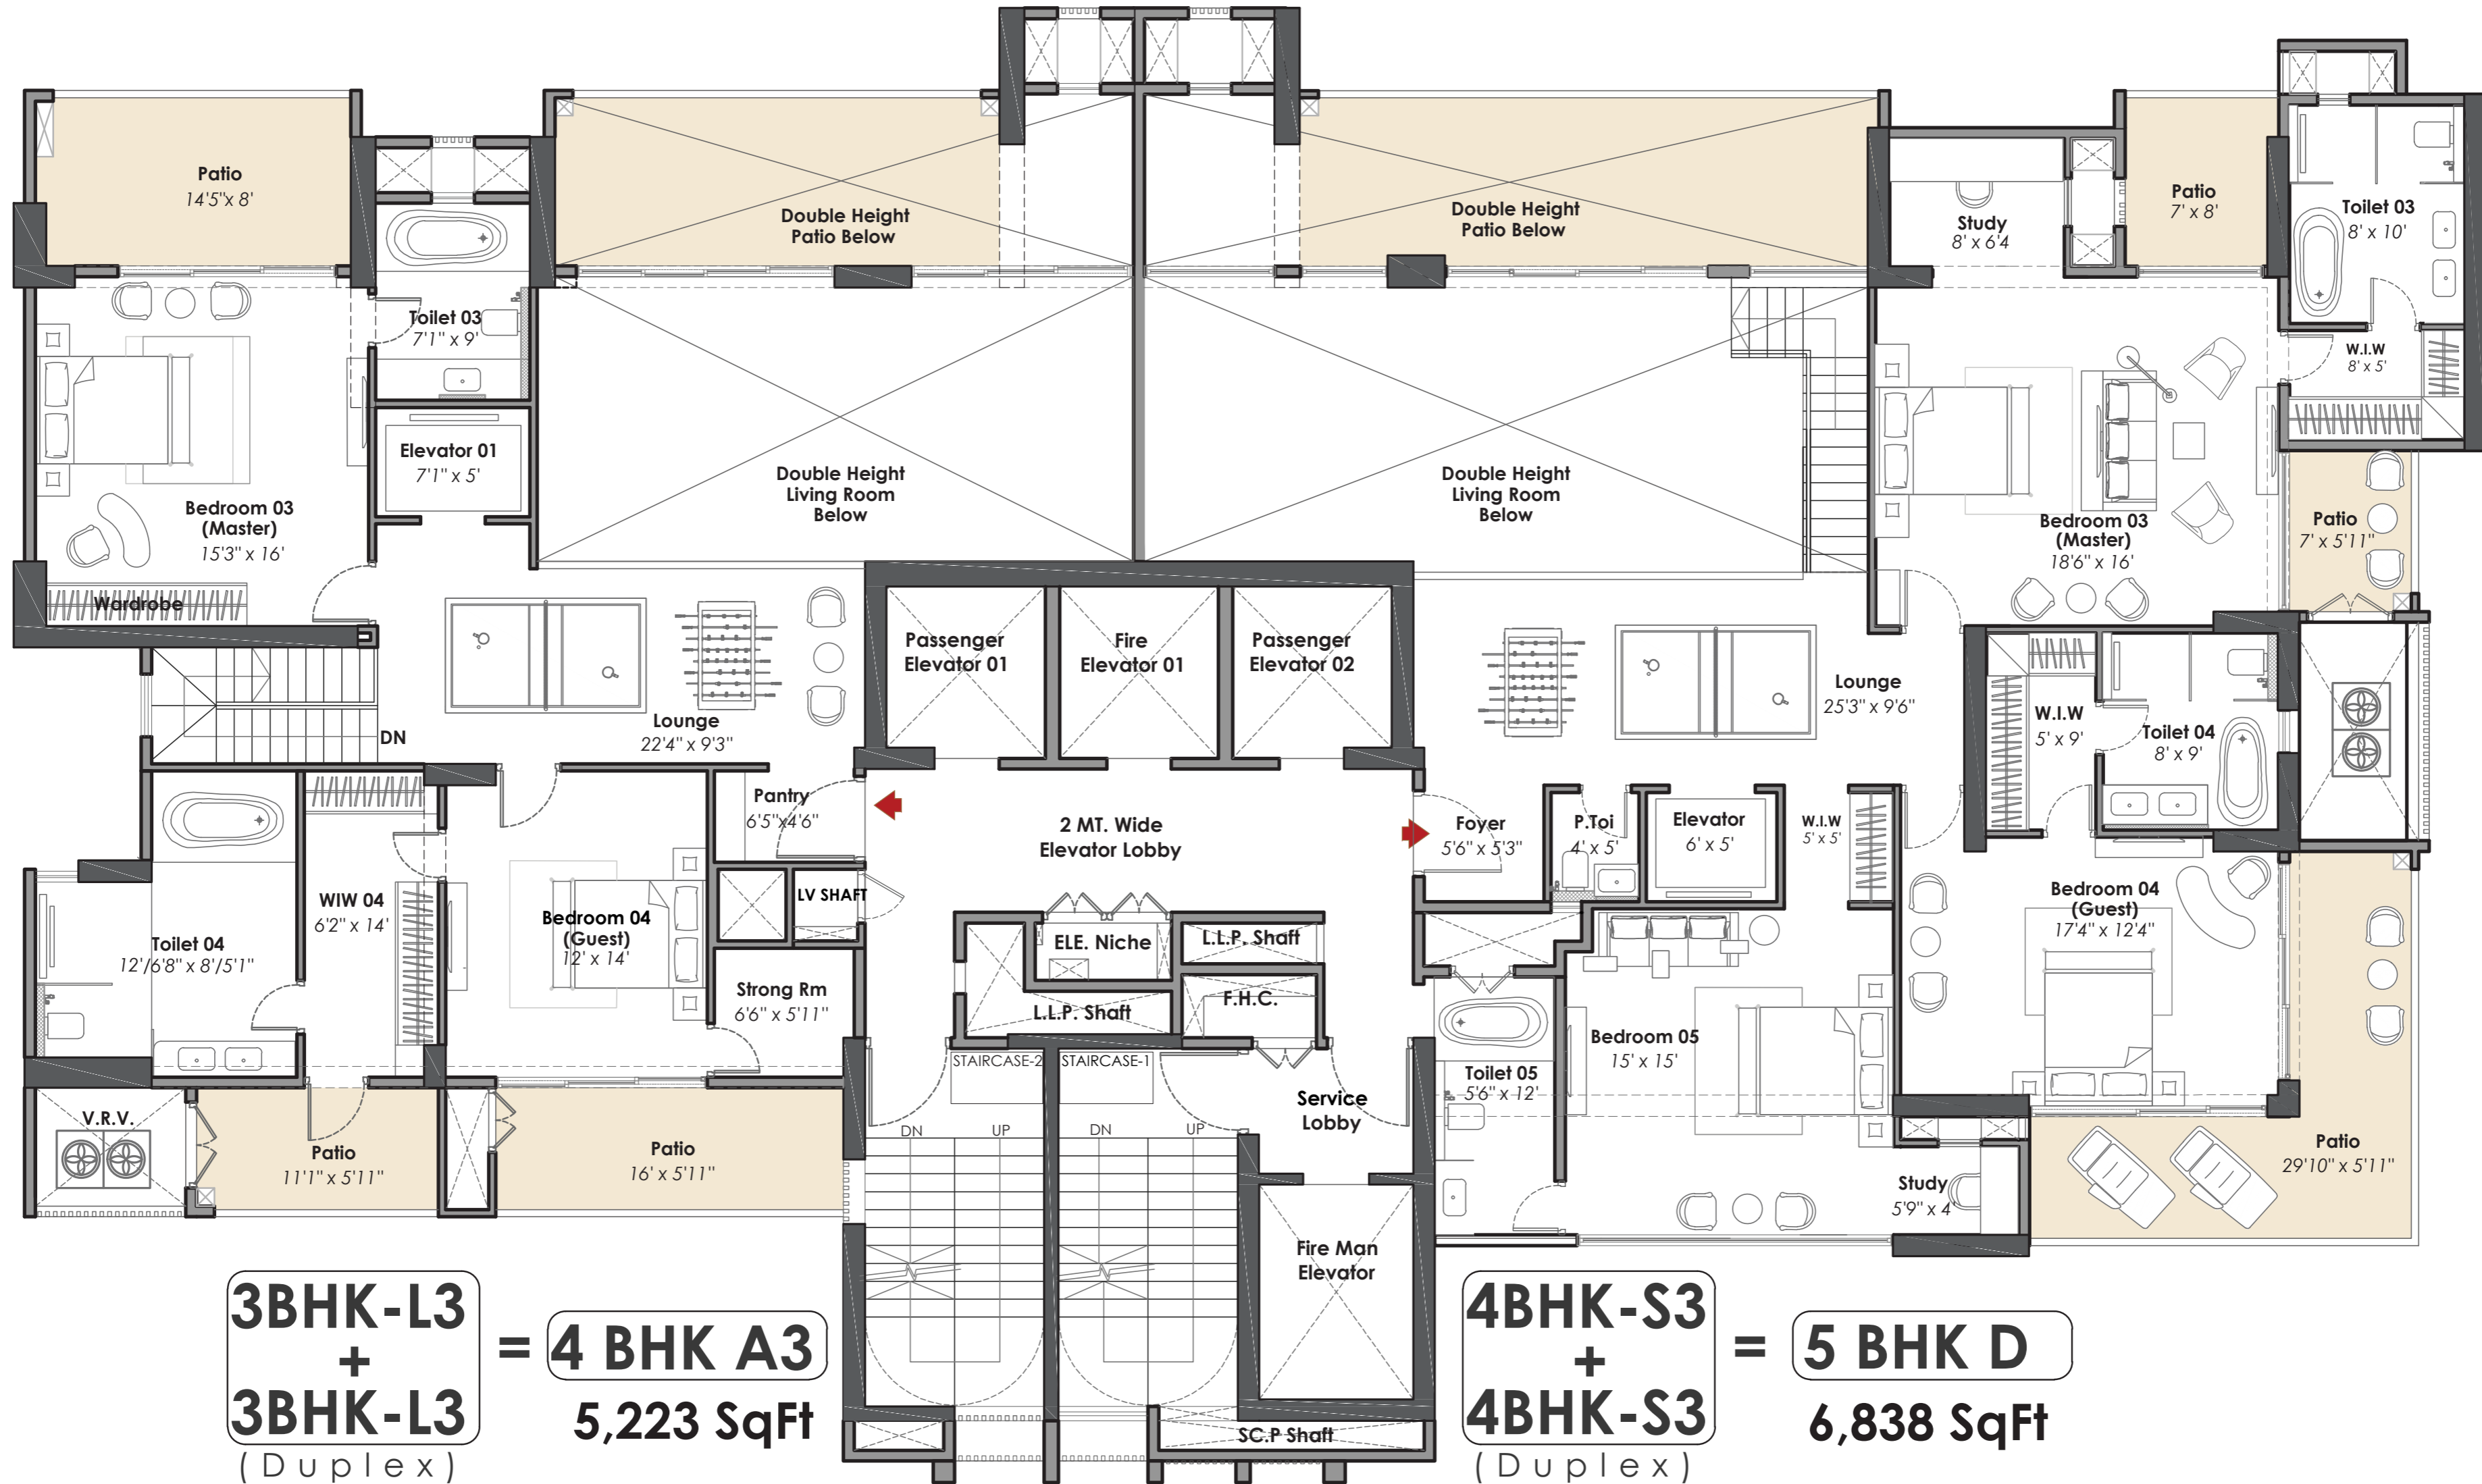 Patio
14'5"x 8'
Toilet 03
7'1" x 9'
Elevator 01
7'1" x 5'
Bedroom 03
(Master)
15'3" x 16'
Wardrobe
Double Height
Patio Below
Double Height
Living Room
Below
Double Height
Patio Below
Double Height
Living Room
Below
Study
8' x 6'4
Patio
7' x 8'
Toilet 03
8' x 10'
W.I.W
8' x 5'
Bedroom 03
(Master)
18'6" x 16'
Patio
7' x 5'11"
DN
Lounge
22'4" x 9'3"
Passenger
Elevator 01
Fire
Elevator 01
Passenger
Elevator 02
Lounge
25'3" x 9'6"
W.I.W
5' x 9'
Toilet 04
8' x 9'
Pantry
6'5"x4'6"
2 MT. Wide
Elevator Lobby
Foyer
5'6" x 5'3"
P.Toi
4' x 5'
Elevator
6' x 5'
W.I.W
5' x 5'
Toilet 04
12'/6'8" x 8'/5'1"
WIW 04
6'2" x 14'
Bedroom 04
(Guest)
12' x 14'
LV SHAFT
Strong Rm
6'6" x 5'11"
ELE. Niche
L.L.P. Shaft
L.L.P. Shaft
F.H.C.
Bedroom 04
(Guest)
17'4" x 12'4"
Bedroom 05
15' x 15'
Toilet 05
5'6" x 12'
STAIRCASE-2
STAIRCASE-1
Service
Lobby
V.R.V.
Patio
11'1" x 5'11"
Patio
16' x 5'11"
DN
UP
DN
UP
Study
5'9" x 4'
Patio
29'10" x 5'11"
Fire Man
Elevator
SC.P Shaft
3BHK-L3
+
3BHK-L3
(Duplex)
= 4 BHK A3
5,223 SqFt
4BHK-S3
+
4BHK-S3
(Duplex)
= 5 BHK D
6,838 SqFt